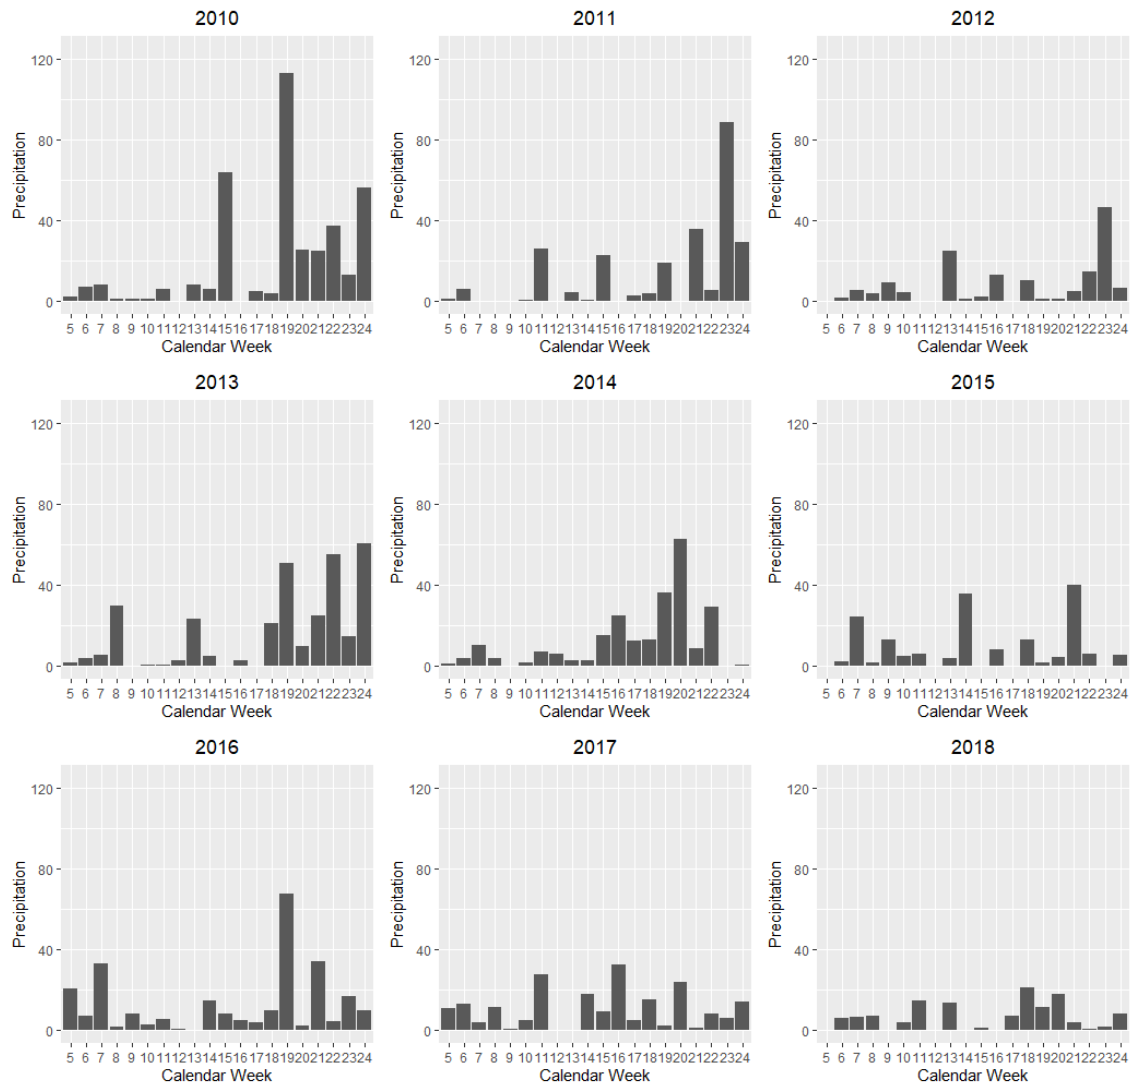 2010 2011 2012
120 120 120
80 80 80
40 40 40
0 0 0
Precipitation Precipitation Precipitation
5 6 7 8 9 10 11 12 13 14 15 16 17 18 19 20 21 22 23 24 5 6 7 8 9 10 11 12 13 14 15 16 17 18 19 20 21 22 23 24 5 6 7 8 9 10 11 12 13 14 15 16 17 18 19 20 21 22 23 24
Calendar Week Calendar Week Calendar Week
2013 2014 2015
120 120 120
80 80 80
40 40 40
0 0 0
Precipitation Precipitation Precipitation
5 6 7 8 9 10 11 12 13 14 15 16 17 18 19 20 21 22 23 24 5 6 7 8 9 10 11 12 13 14 15 16 17 18 19 20 21 22 23 24 5 6 7 8 9 10 11 12 13 14 15 16 17 18 19 20 21 22 23 24
Calendar Week Calendar Week Calendar Week
2016 2017 2018
120 120 120
80 80 80
40 40 40
0 0 0
Precipitation Precipitation Precipitation
5 6 7 8 9 10 11 12 13 14 15 16 17 18 19 20 21 22 23 24 5 6 7 8 9 10 11 12 13 14 15 16 17 18 19 20 21 22 23 24 5 6 7 8 9 10 11 12 13 14 15 16 17 18 19 20 21 22 23 24
Calendar Week Calendar Week Calendar Week